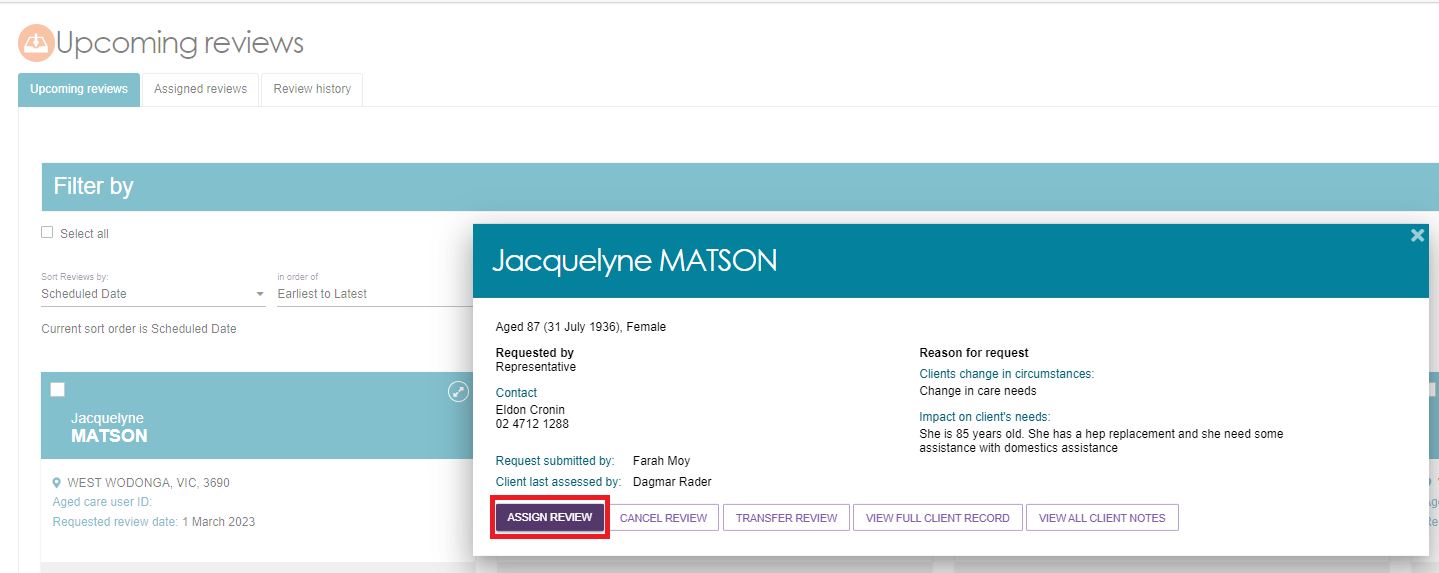 Upcoming reviews
Upcoming reviews Assigned reviews Review history
Filter by
Select all
Sort Reviews by: in order of
Scheduled Date Earliest to Latest
Current sort order is Scheduled Date
Jacquelyne
MATSON
WEST WODONGA, VIC, 3690
Aged care user ID:
Requested review date: 1 March 2023
Jacquelyne MATSON
Aged 87 (31 July 1936), Female
Requested by
Representative
Contact
Eldon Cronin
02 4712 1288
Reason for request
Clients change in circumstances:
Change in care needs
Impact on client's needs:
She is 85 years old. She has a hep replacement and she need some
assistance with domestics assistance
Request submitted by: Farah Moy
Client last assessed by: Dagmar Rader
ASSIGN REVIEW CANCEL REVIEW TRANSFER REVIEW VIEW FULL CLIENT RECORD VIEW ALL CLIENT NOTES